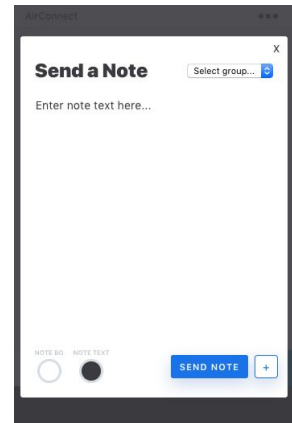 AirConnect
X
Send a Note
Select group...
Enter note text here...
NOTE BG NOTE TEXT
SEND NOTE +